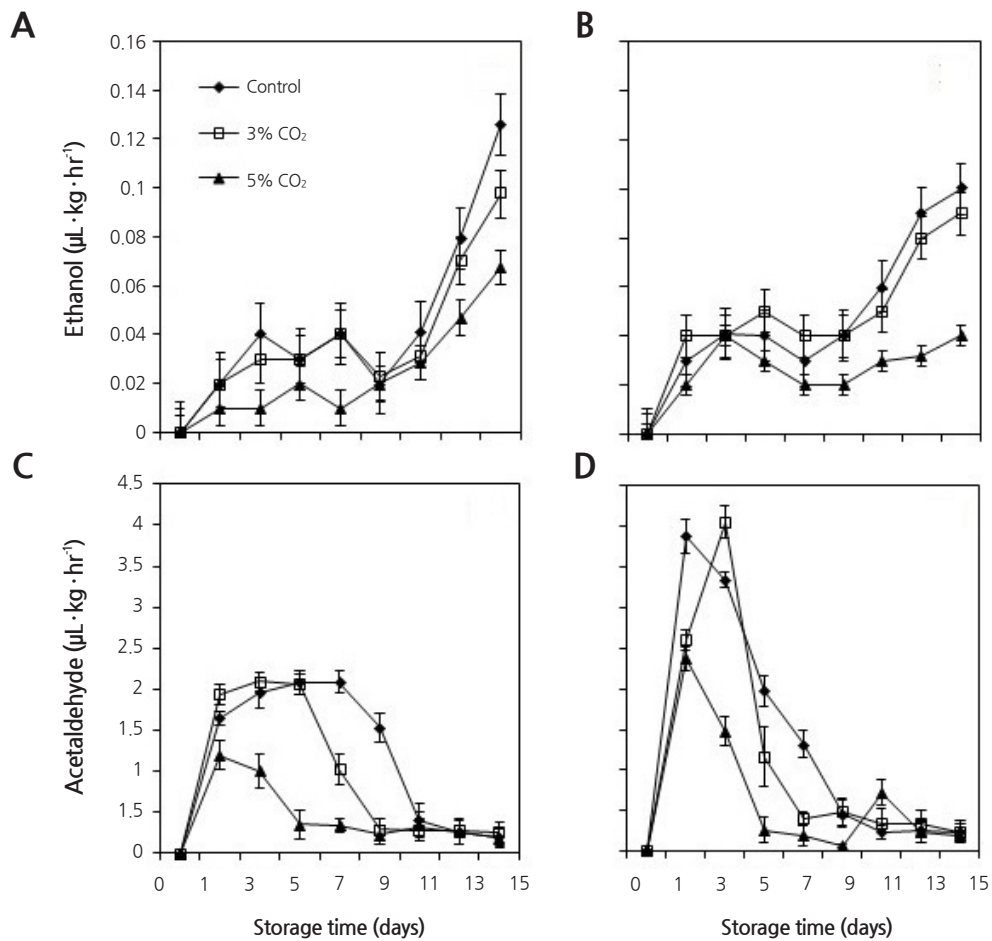 A
B
0.16
0.14
0.12
0.1
0.08
0.06
0.04
0.02
0
Ethanol (µL·kg·hr⁻¹)
Control
3% CO₂
5% CO₂
C
D
4.5
4
3.5
3
2.5
2
1.5
1
1.5
0
Acetaldehyde (µL·kg·hr⁻¹)
0 1 3 5 7 9 11 13 15
0 1 3 5 7 9 11 13 15
Storage time (days)
Storage time (days)